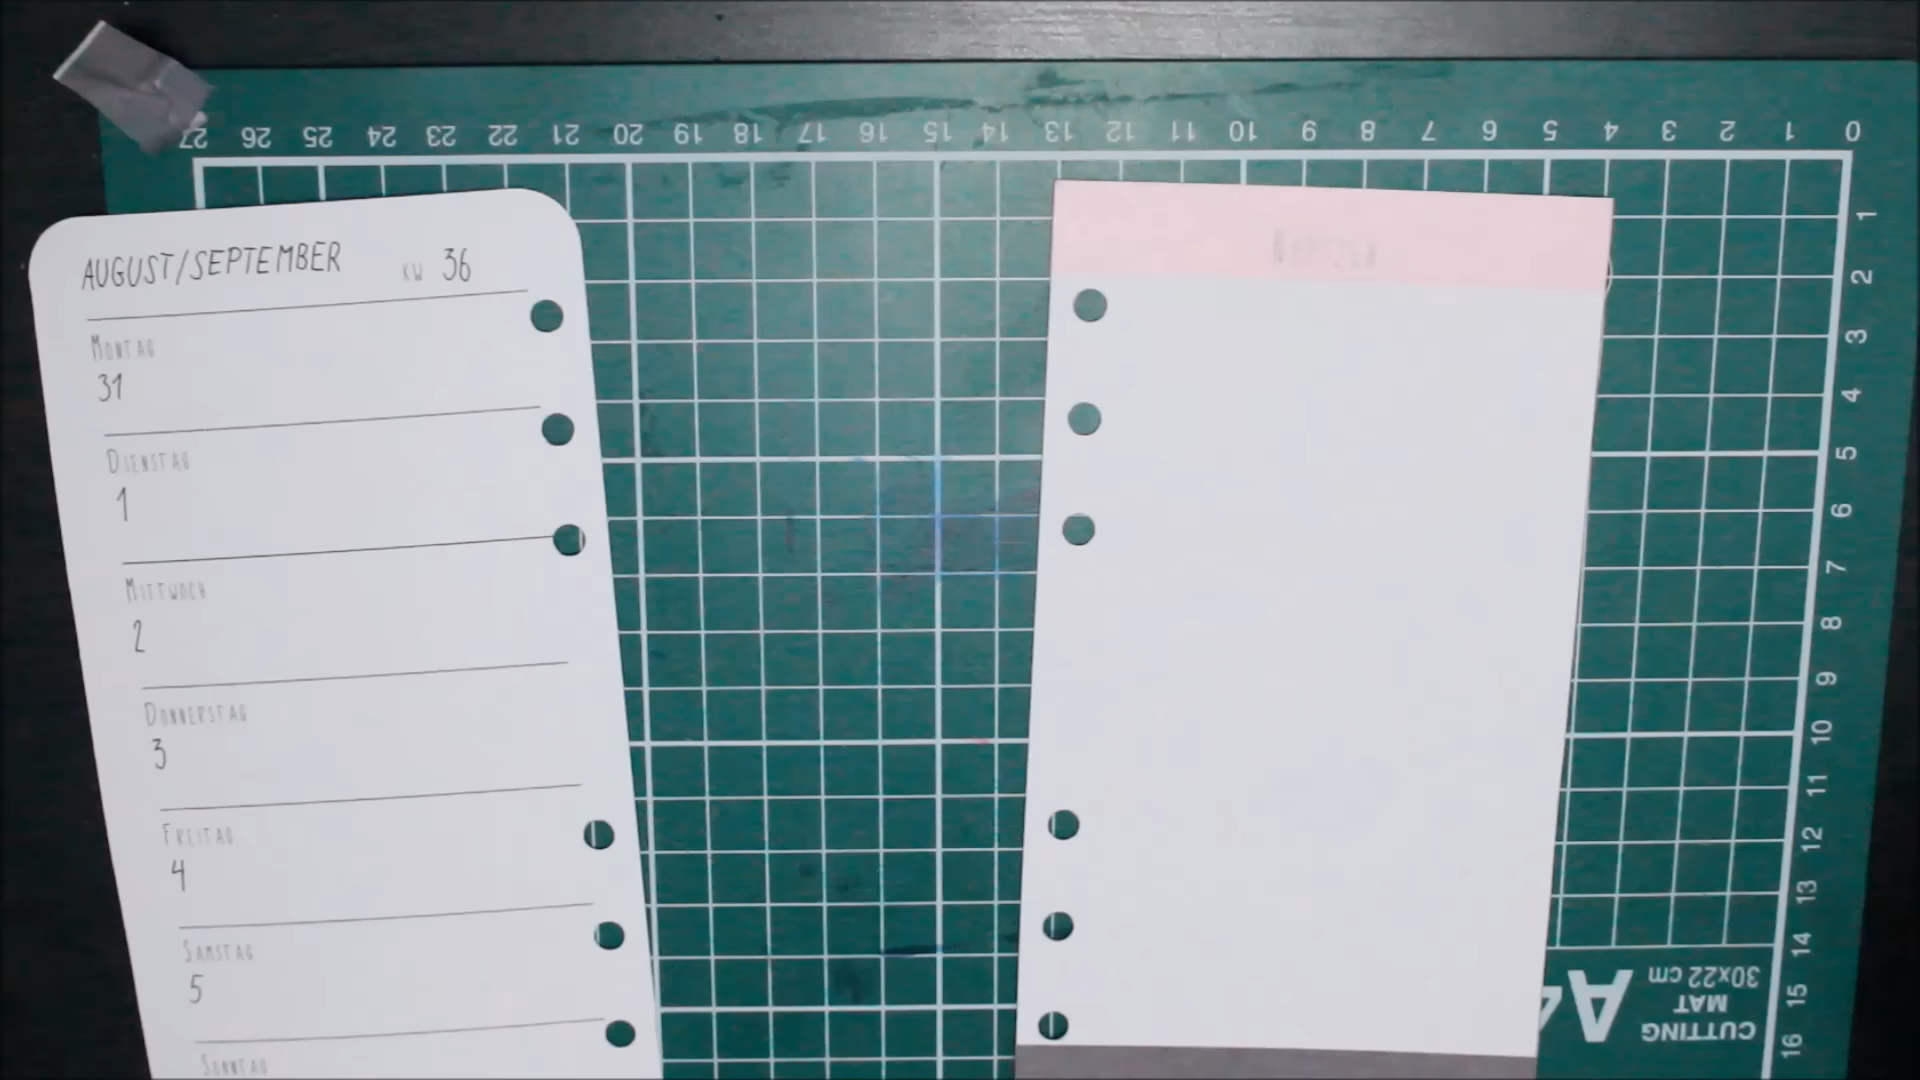 27 26 25 24 23 22 21 20 19 18 17 16 15 14 13 12 11 10 9 8 7 6 5 4 3 2 1 0
AUGUST/SEPTEMBER KW 36
MONTAG
31
DIENSTAG
1
MITTWOCH
2
DONNERSTAG
3
FREITAG
4
SAMSTAG
5
SONNTAG
1
2
3
4
5
6
7
8
9
10
11
12
13
14
15
16
CUTTING
MAT
30x22 cm
A4